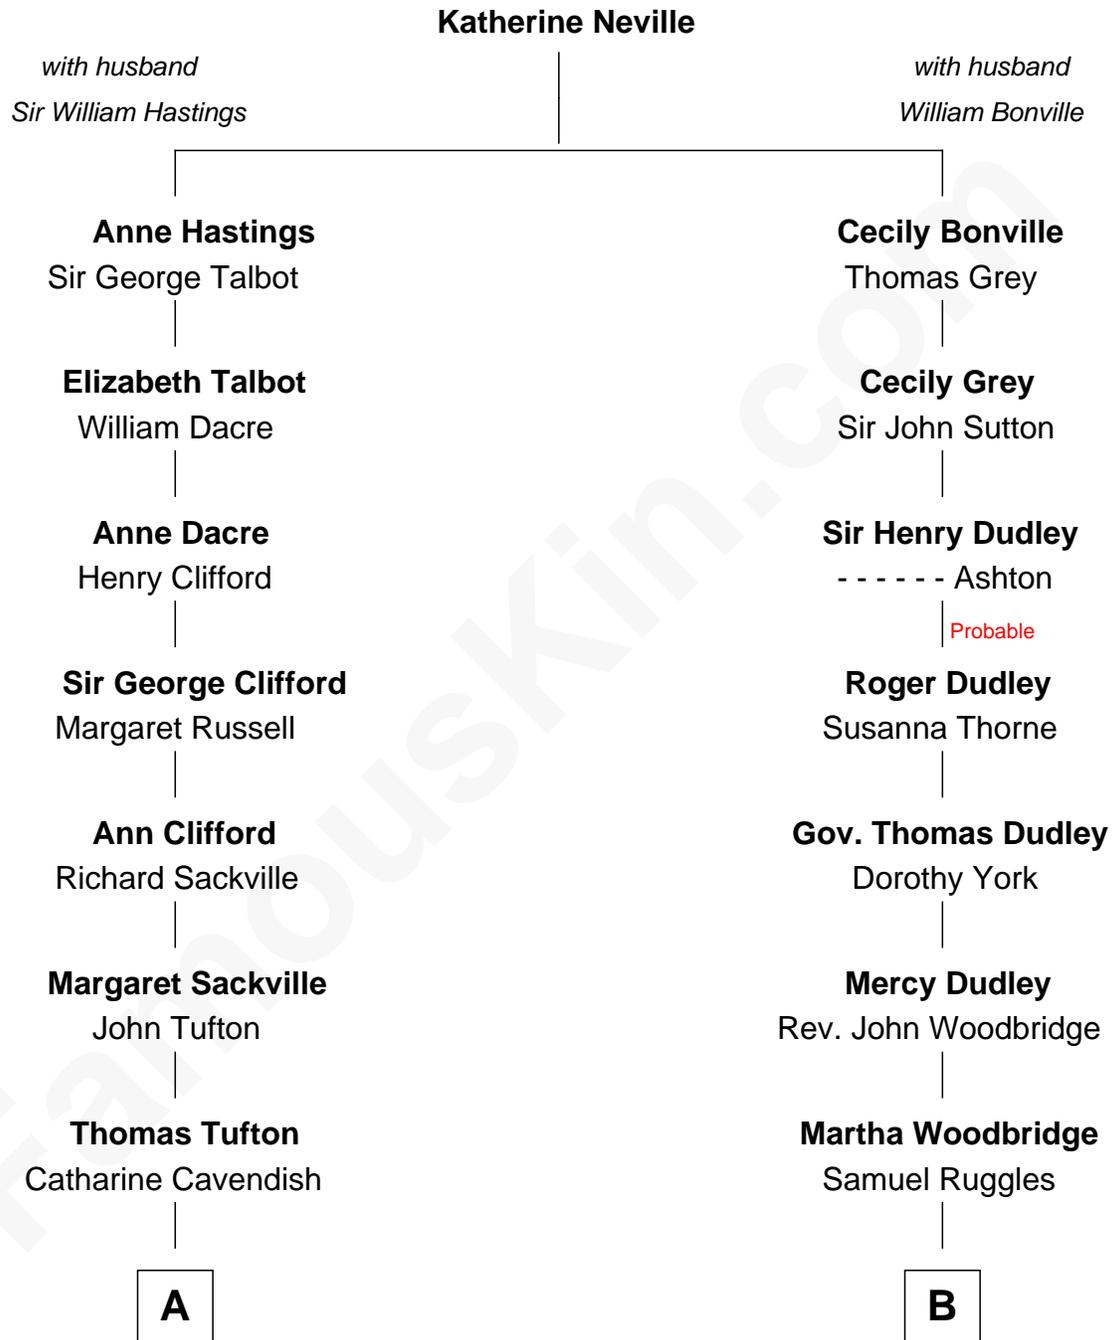 Katherine Neville
with husband
Sir William Hastings
with husband
William Bonville
Anne Hastings
Sir George Talbot
Cecily Bonville
Thomas Grey
Elizabeth Talbot
William Dacre
Cecily Grey
Sir John Sutton
Anne Dacre
Henry Clifford
Sir Henry Dudley
- - - - - - Ashton
Probable
Sir George Clifford
Margaret Russell
Roger Dudley
Susanna Thorne
Ann Clifford
Richard Sackville
Gov. Thomas Dudley
Dorothy York
Margaret Sackville
John Tufton
Mercy Dudley
Rev. John Woodbridge
Thomas Tufton
Catharine Cavendish
Martha Woodbridge
Samuel Ruggles
A
B
FamousKin.com